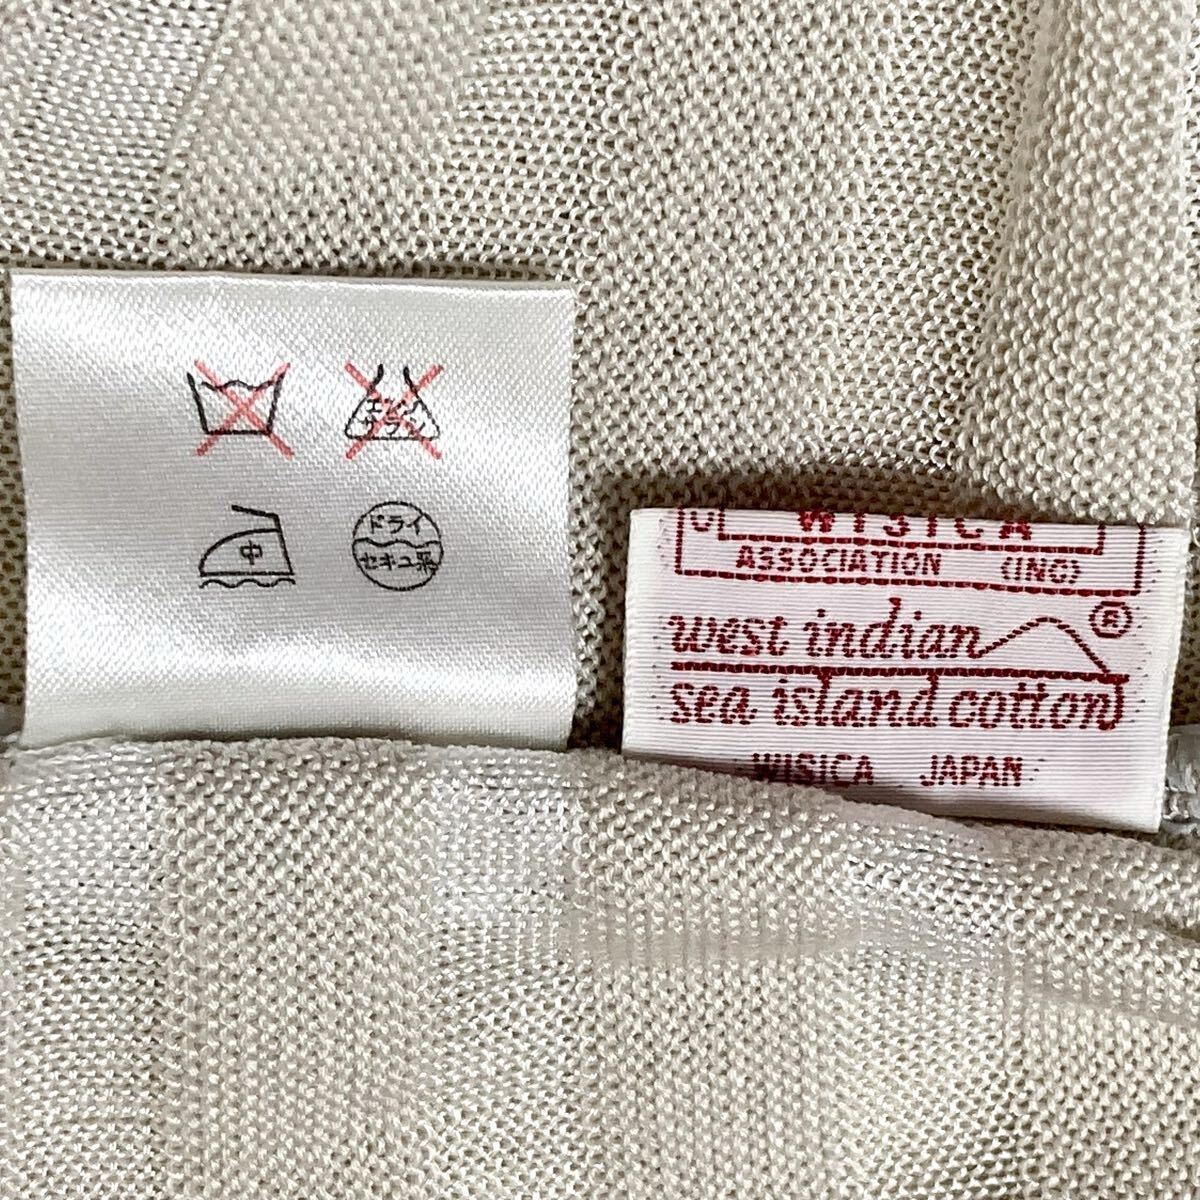 エンソ
サラシ
中
ドライ
セキユ系
WISICA
ASSOCIATION (INC)
west indian ®
sea island cotton
WISICA JAPAN